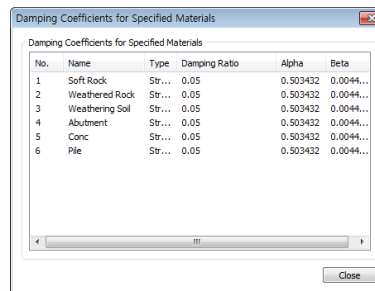 Damping Coefficients for Specified Materials
Damping Coefficients for Specified Materials
No. Name Type Damping Ratio Alpha Beta
1 Soft Rock Str... 0.05 0.503432 0.0044...
2 Weathered Rock Str... 0.05 0.503432 0.0044...
3 Weathering Soil Str... 0.05 0.503432 0.0044...
4 Abutment Str... 0.05 0.503432 0.0044...
5 Conc Str... 0.05 0.503432 0.0044...
6 Pile Str... 0.05 0.503432 0.0044...
Close